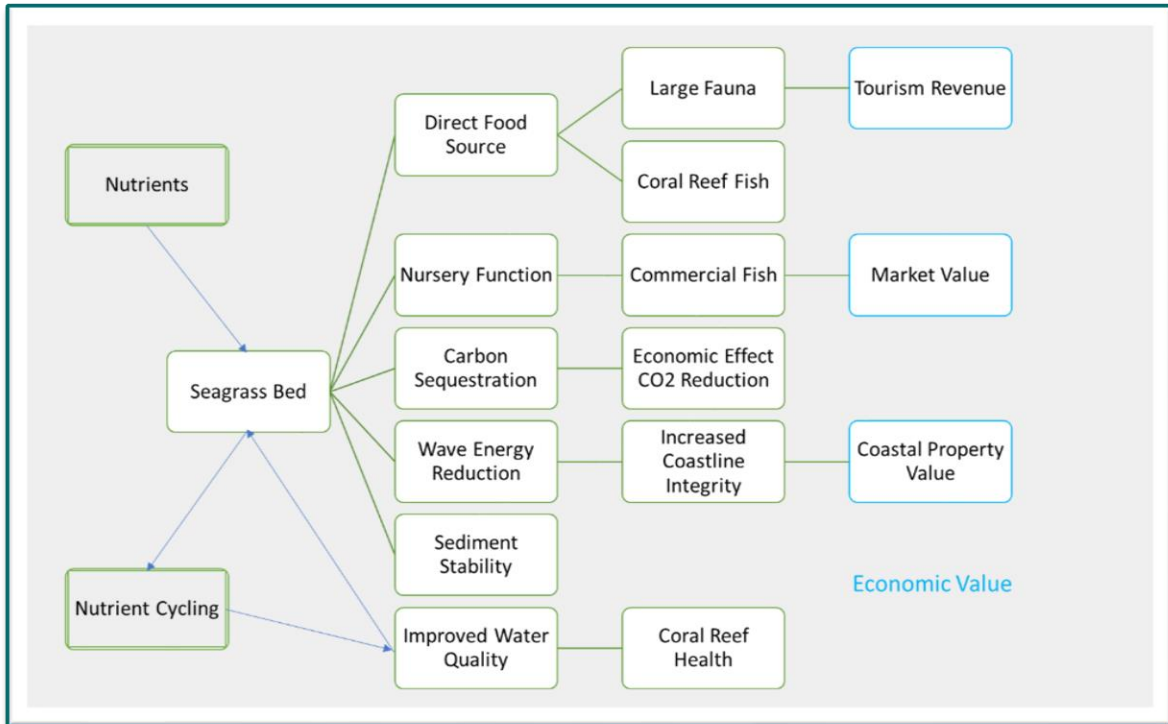 Large Fauna
Tourism Revenue
Direct Food
Source
Nutrients
Coral Reef Fish
Nursery Function
Commercial Fish
Market Value
Seagrass Bed
Carbon
Sequestration
Economic Effect
CO2 Reduction
Wave Energy
Reduction
Increased
Coastline
Integrity
Coastal Property
Value
Sediment
Stability
Economic Value
Nutrient Cycling
Improved Water
Quality
Coral Reef
Health